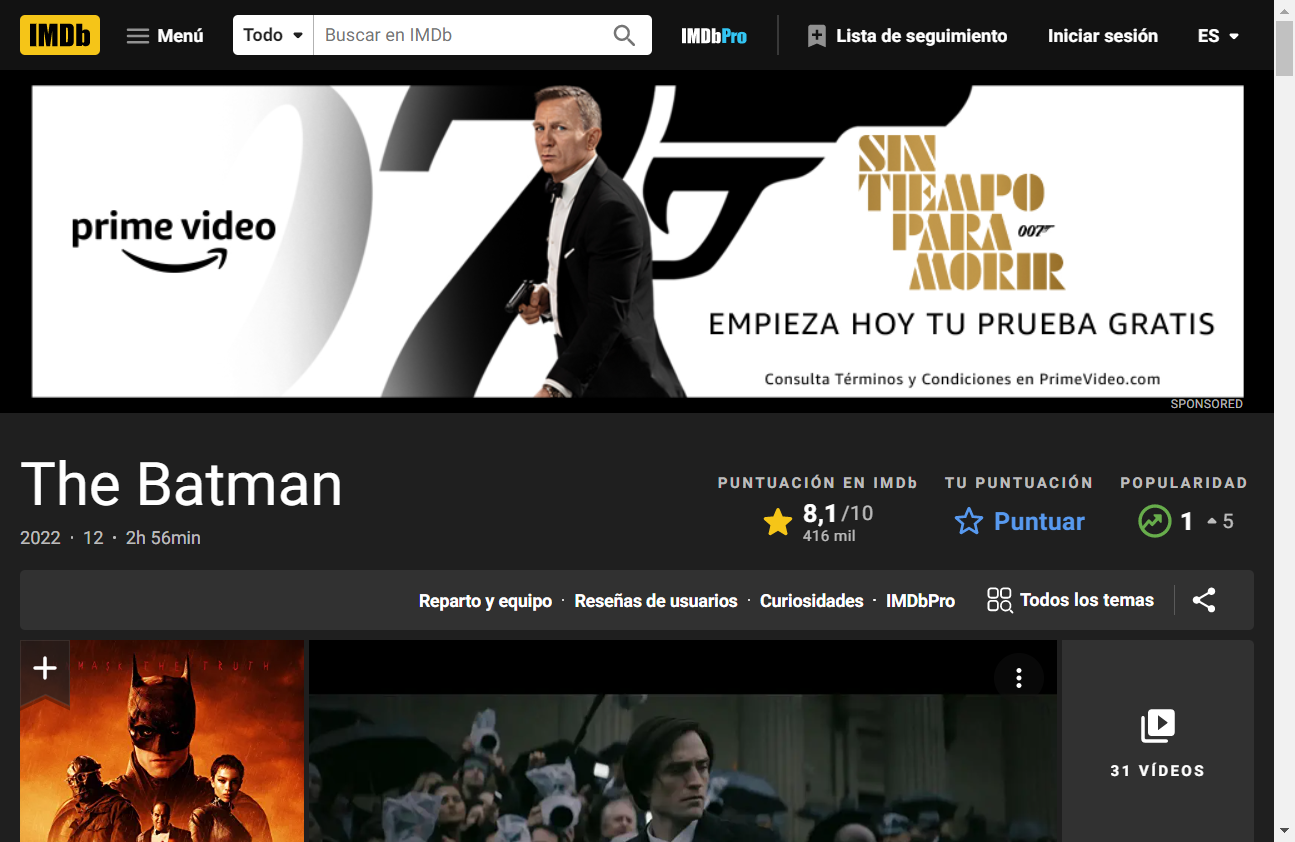 IMDb Menú Todo Buscar en IMDb IMDbPro Lista de seguimiento Iniciar sesión ES
prime video
SIN
TIEMPO
PARA 007
MORIR
EMPIEZA HOY TU PRUEBA GRATIS
Consulta Términos y Condiciones en PrimeVideo.com
SPONSORED
The Batman
2022 · 12 · 2h 56min
PUNTUACIÓN EN IMDb TU PUNTUACIÓN POPULARIDAD
8,1/10 Puntuar 1 5
416 mil
Reparto y equipo · Reseñas de usuarios · Curiosidades · IMDbPro Todos los temas
MASK THE TRUTH
31 VÍDEOS